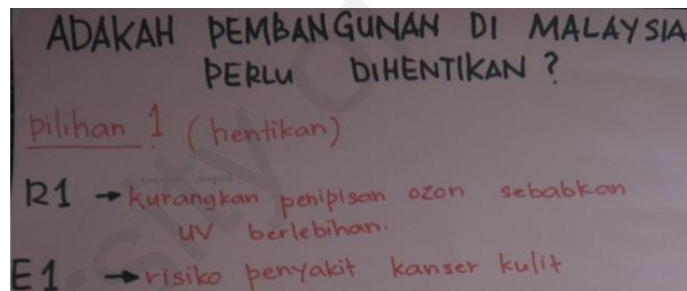 ADAKAH PEMBANGUNAN DI MALAYSIA
PERLU DIHENTIKAN ?
pilihan 1 (hentikan)
R1 → kurangkan penipisan ozon sebabkan
UV berlebihan.
E1 → risiko penyakit kanser kulit